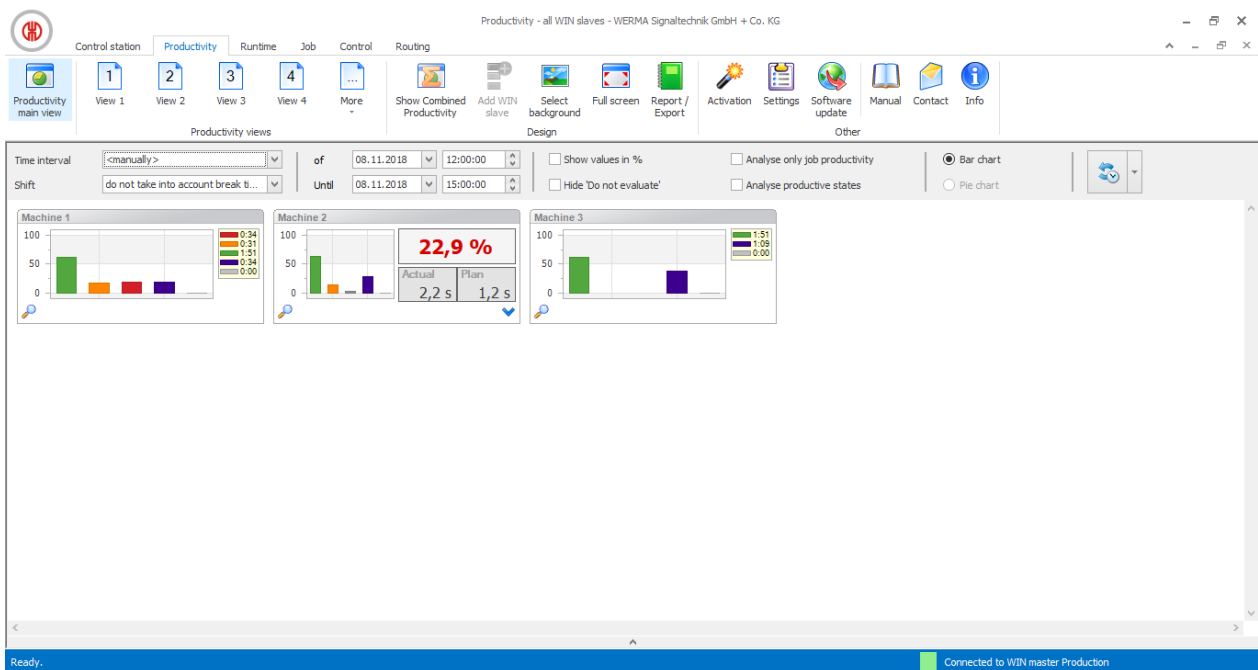 Productivity - all WIN slaves - WERMA Signaltechnik GmbH + Co. KG
Control station Productivity Runtime Job Control Routing
Productivity main view
1 View 1
2 View 2
3 View 3
4 View 4
... More
Productivity views
Show Combined Productivity
Add WIN slave
Select background
Full screen
Report / Export
Design
Activation
Settings
Software update
Manual
Contact
Info
Other
Time interval <manually> of 08.11.2018 12:00:00 Show values in % Analyse only job productivity Bar chart
Shift do not take into account break ti... Until 08.11.2018 15:00:00 Hide 'Do not evaluate' Analyse productive states Pie chart
Machine 1
100
50
0
0:34
0:31
1:51
0:34
0:00
Machine 2
100
50
0
22,9 %
Actual Plan
2,2 s 1,2 s
Machine 3
100
50
0
1:51
1:09
0:00
Ready. Connected to WIN master Production